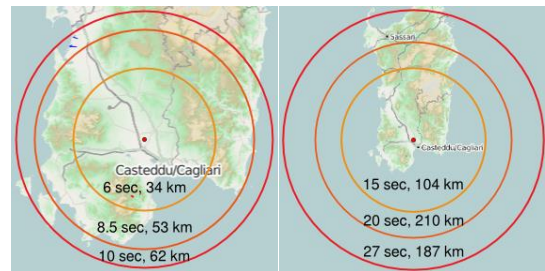 Casteddu/Cagliari
6 sec, 34 km
8.5 sec, 53 km
10 sec, 62 km
Sassari
Casteddu/Cagliari
15 sec, 104 km
20 sec, 210 km
27 sec, 187 km